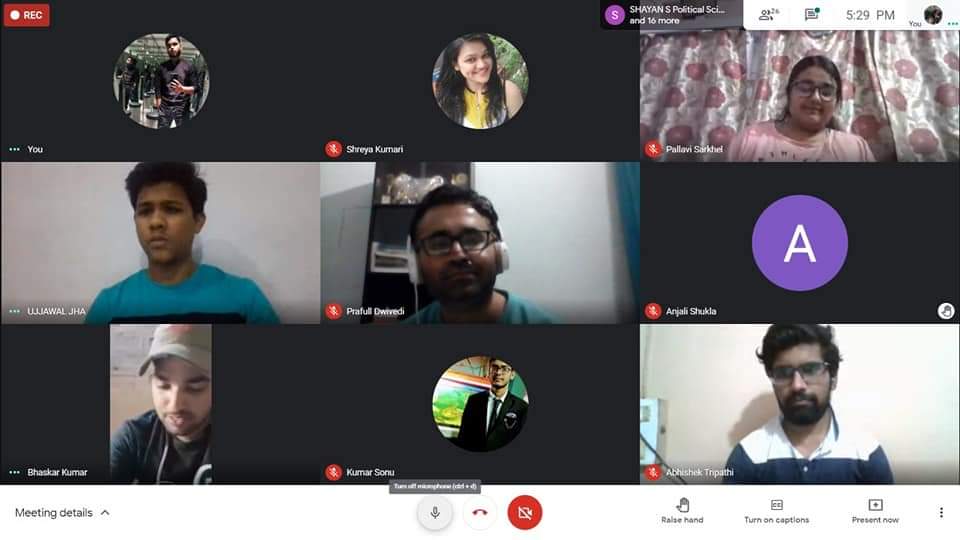 REC
S
SHAYAN S Political Sci...
and 16 more
26
5:29 PM
You
You
Shreya Kumari
Pallavi Sarkhel
UJJAWAL JHA
Prafull Dwivedi
A
Anjali Shukla
Bhaskar Kumar
Kumar Sonu
Abhishek Tripathi
Turn off microphone (ctrl + d)
Meeting details
Raise hand
Turn on captions
Present now